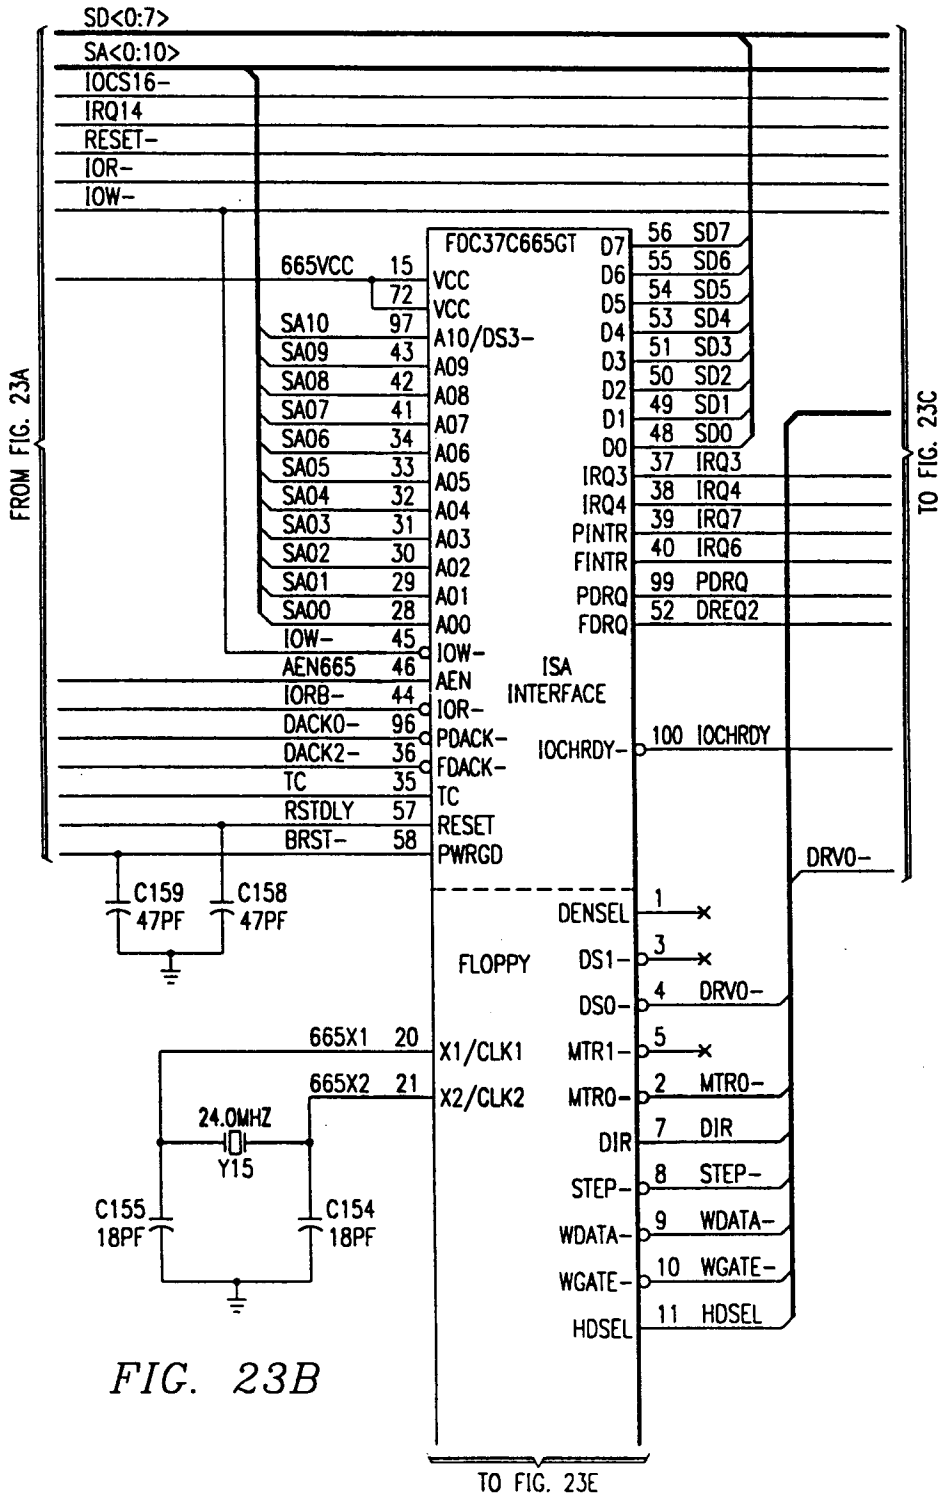 SD<0:7>
SA<0:10>
IOCS16-
IRQ14
RESET-
IOR-
IOW-
FROM FIG. 23A
TO FIG. 23C
FDC37C665GT
665VCC 15 VCC
72 VCC
SA10 97 A10/DS3-
SA09 43 A09
SA08 42 A08
SA07 41 A07
SA06 34 A06
SA05 33 A05
SA04 32 A04
SA03 31 A03
SA02 30 A02
SA01 29 A01
SA00 28 A00
IOW- 45 IOW-
AEN665 46 AEN
IORB- 44 IOR-
DACK0- 96 PDACK-
DACK2- 36 FDACK-
TC 35 TC
RSTDLY 57 RESET
BRST- 58 PWRGD
D7 56 SD7
D6 55 SD6
D5 54 SD5
D4 53 SD4
D3 51 SD3
D2 50 SD2
D1 49 SD1
D0 48 SD0
IRQ3 37 IRQ3
IRQ4 38 IRQ4
PINTR 39 IRQ7
FINTR 40 IRQ6
PDRQ 99 PDRQ
FDRQ 52 DREQ2
ISA
INTERFACE
IOCHRDY- 100 IOCHRDY
DRV0-
C159
47PF
C158
47PF
FLOPPY
DENSEL 1
DS1- 3
DS0- 4 DRV0-
MTR1- 5
MTR0- 2 MTR0-
DIR 7 DIR
STEP- 8 STEP-
WDATA- 9 WDATA-
WGATE- 10 WGATE-
HDSEL 11 HDSEL
665X1 20 X1/CLK1
665X2 21 X2/CLK2
24.0MHZ
Y15
C155
18PF
C154
18PF
FIG. 23B
TO FIG. 23E